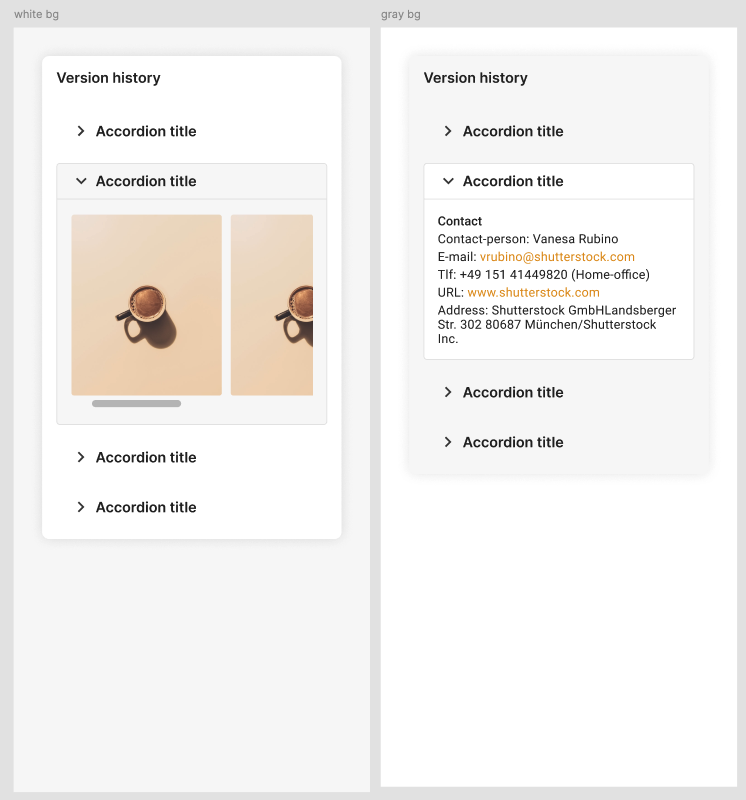 white bg
Version history
Accordion title
Accordion title
Accordion title
Accordion title
gray bg
Version history
Accordion title
Accordion title
Contact
Contact-person: Vanesa Rubino
E-mail: vrubino@shutterstock.com
Tlf: +49 151 41449820 (Home-office)
URL: www.shutterstock.com
Address: Shutterstock GmbHLandsberger
Str. 302 80687 München/Shutterstock
Inc.
Accordion title
Accordion title